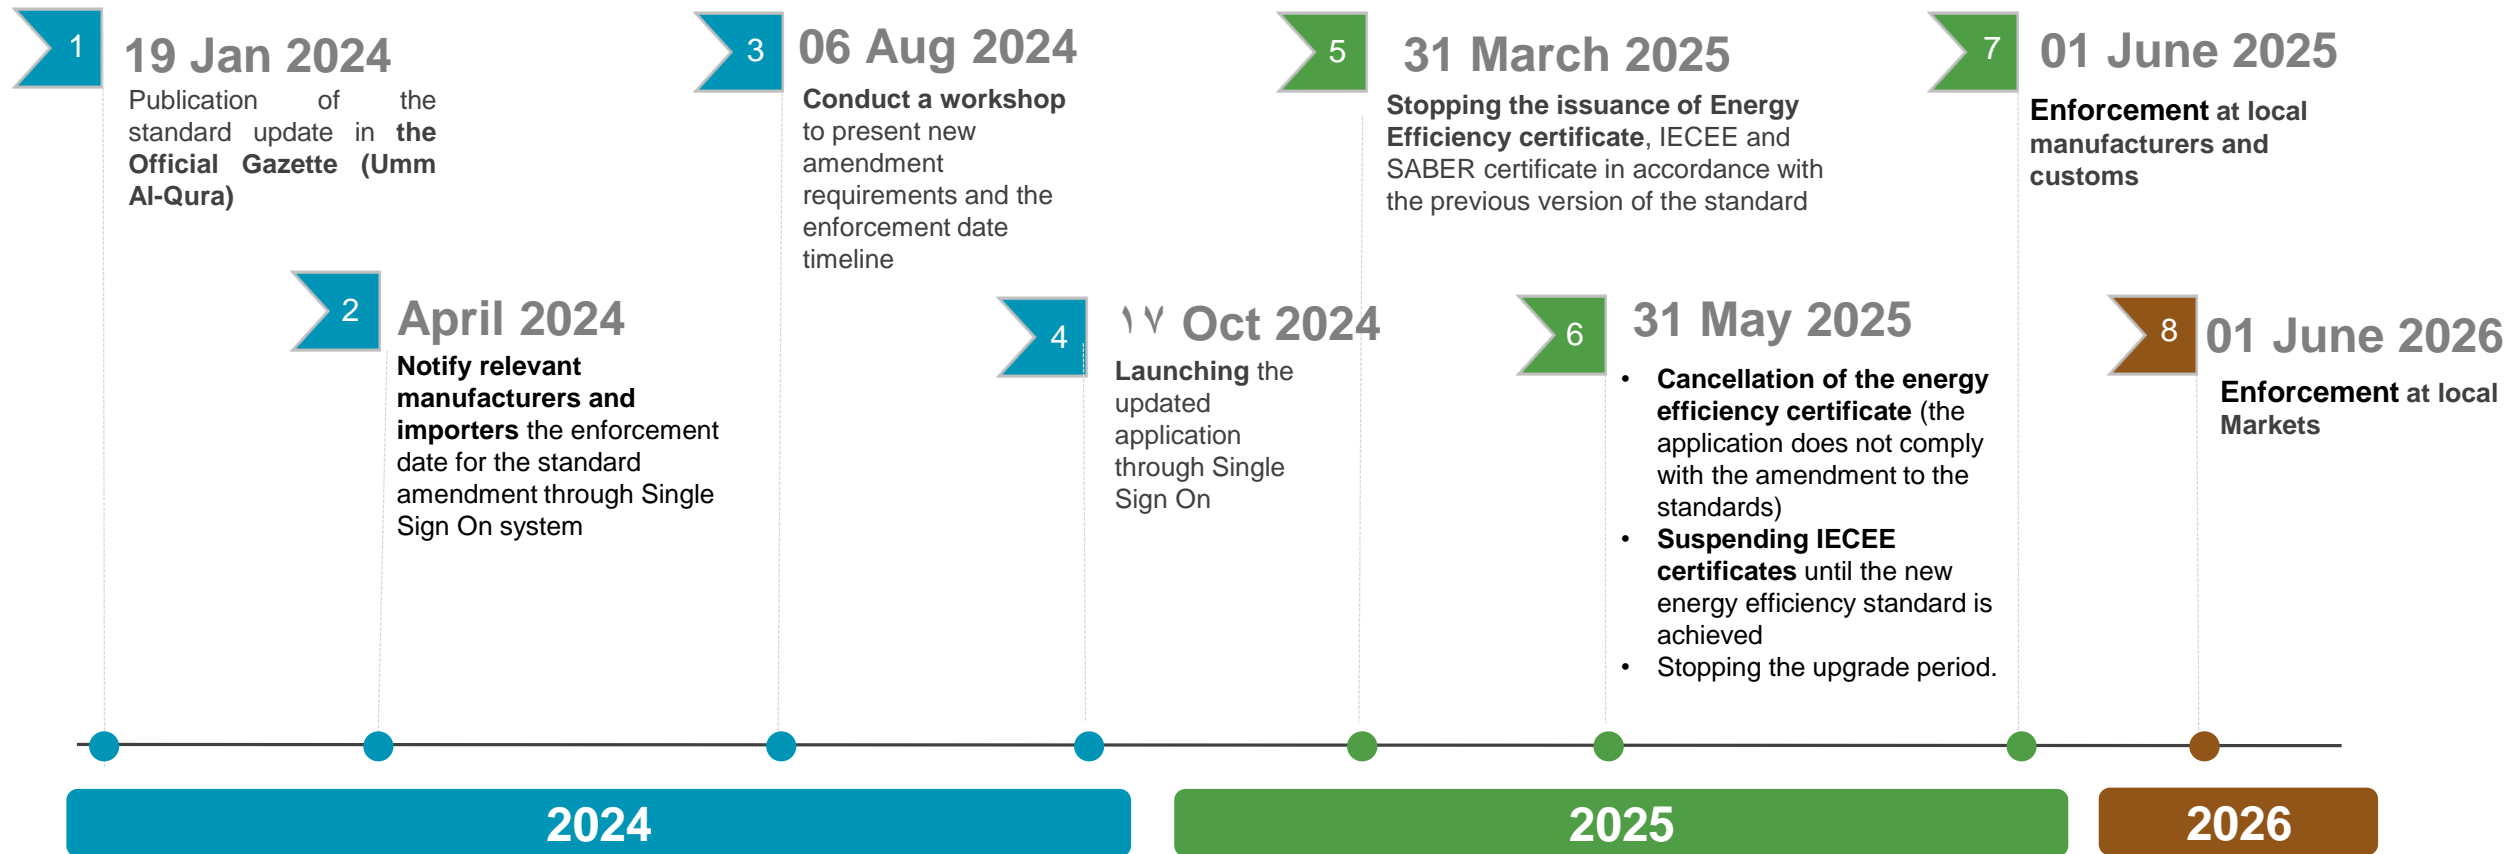 1
19 Jan 2024
Publication of the
standard update in the
Official Gazette (Umm
Al-Qura)
2
April 2024
Notify relevant
manufacturers and
importers the enforcement
date for the standard
amendment through Single
Sign On system
3
06 Aug 2024
Conduct a workshop
to present new
amendment
requirements and the
enforcement date
timeline
4
١٧ Oct 2024
Launching the
updated
application
through Single
Sign On
5
31 March 2025
Stopping the issuance of Energy
Efficiency certificate, IECEE and
SABER certificate in accordance with
the previous version of the standard
6
31 May 2025
• Cancellation of the energy
efficiency certificate (the
application does not comply
with the amendment to the
standards)
• Suspending IECEE
certificates until the new
energy efficiency standard is
achieved
• Stopping the upgrade period.
7
01 June 2025
Enforcement at local
manufacturers and
customs
8
01 June 2026
Enforcement at local
Markets
2024
2025
2026